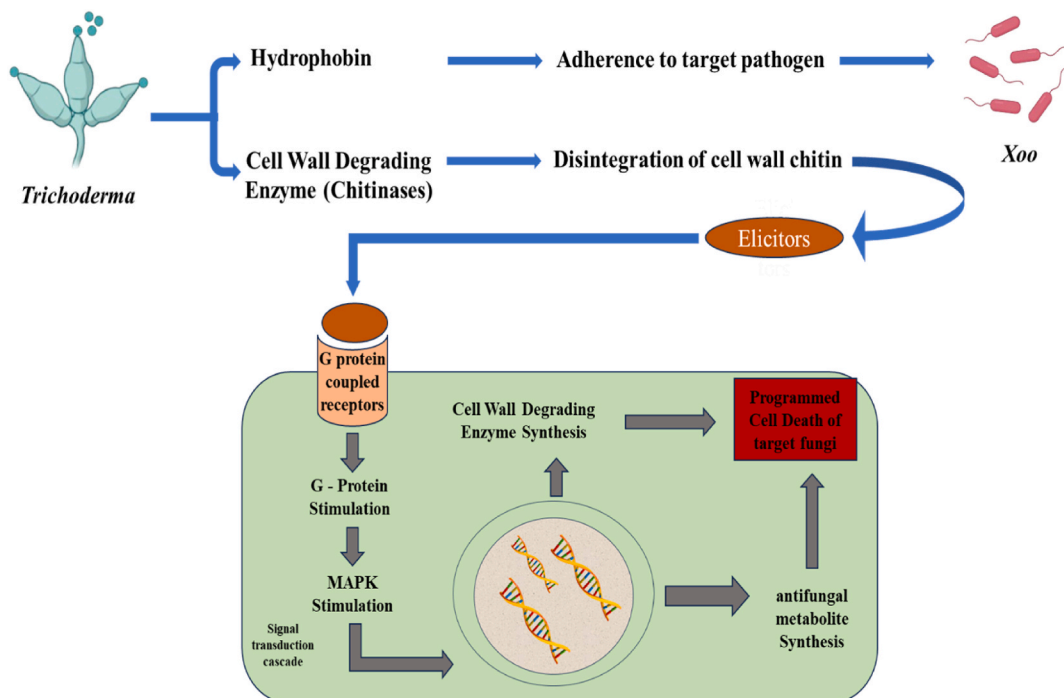 Hydrophobin
Adherence to target pathogen
Trichoderma
Cell Wall Degrading
Enzyme (Chitinases)
Disintegration of cell wall chitin
Xoo
Elicitors
tors
G protein
coupled
receptors
G - Protein
Stimulation
MAPK
Stimulation
Signal
transduction
cascade
Cell Wall Degrading
Enzyme Synthesis
Programmed
Cell Death of
target fungi
antifungal
metabolite
Synthesis